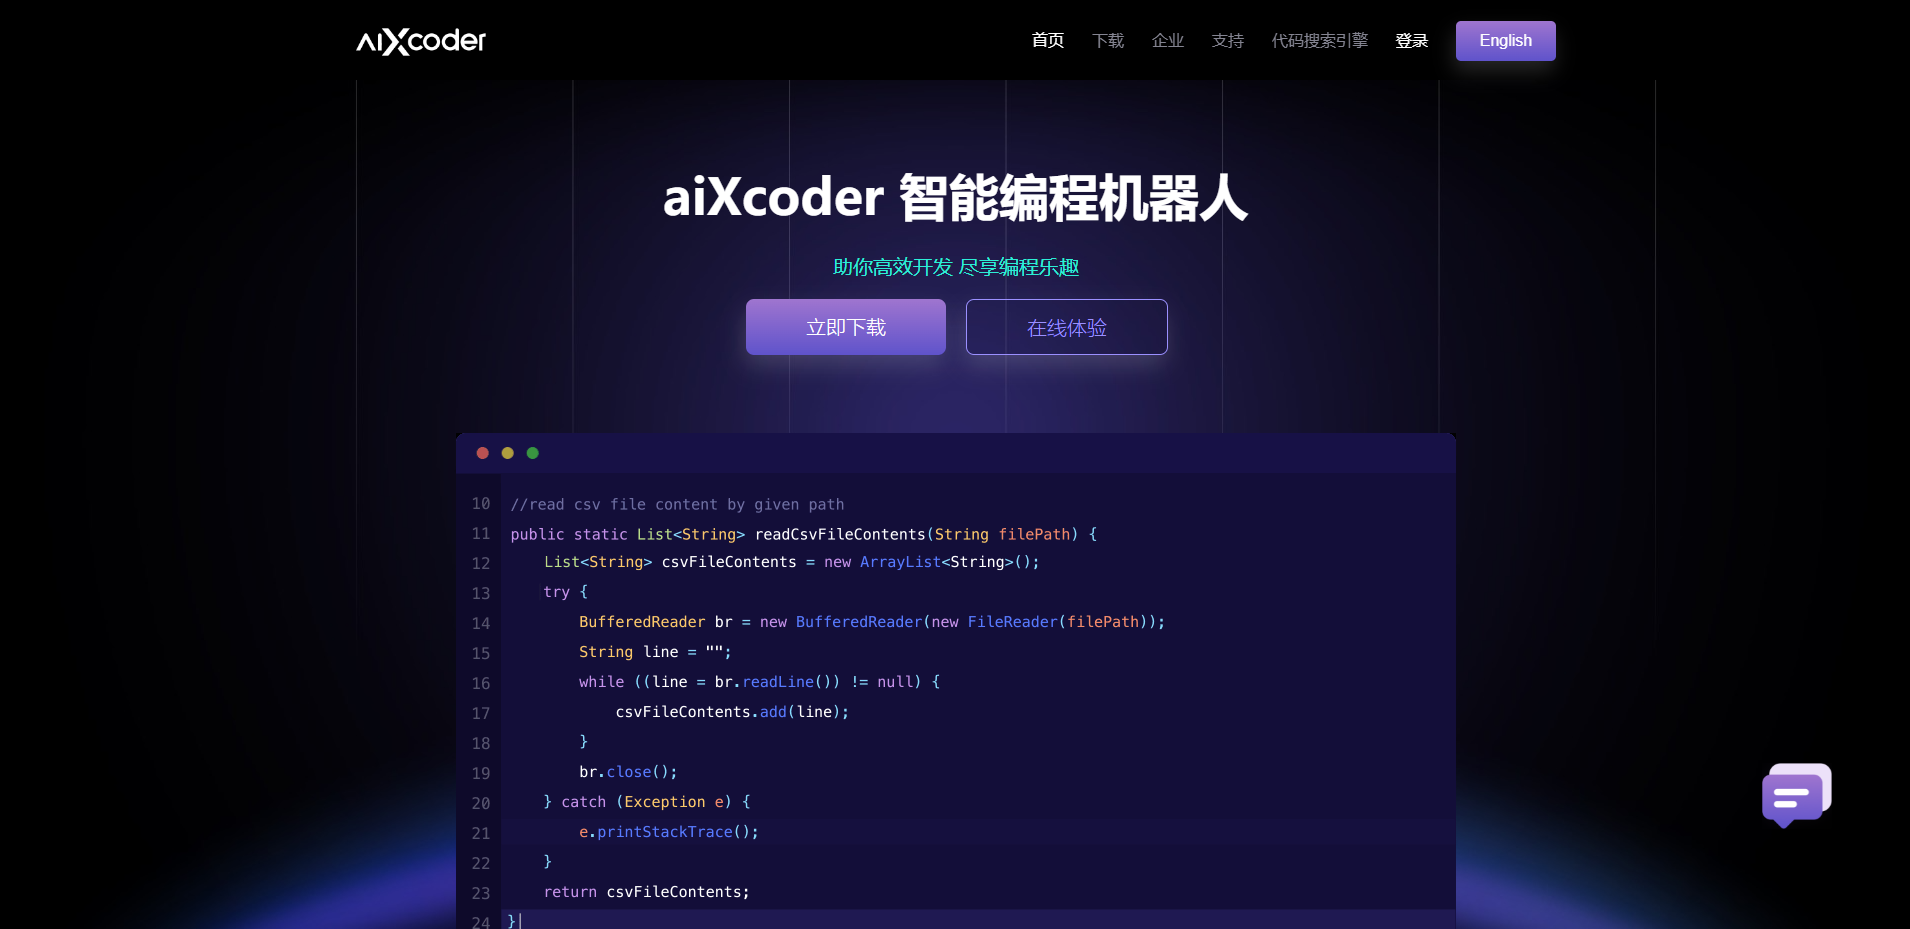 aiXcoder
首页 下载 企业 支持 代码搜索引擎 登录 English
aiXcoder 智能编程机器人
助你高效开发 尽享编程乐趣
立即下载 在线体验
10 //read csv file content by given path
11 public static List<String> readCsvFileContents(String filePath) {
12 List<String> csvFileContents = new ArrayList<String>();
13 try {
14 BufferedReader br = new BufferedReader(new FileReader(filePath));
15 String line = "";
16 while ((line = br.readLine()) != null) {
17 csvFileContents.add(line);
18 }
19 br.close();
20 } catch (Exception e) {
21 e.printStackTrace();
22 }
23 return csvFileContents;
24 }